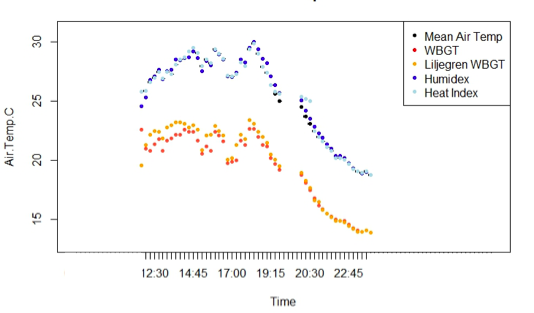 Mean Air Temp
WBGT
Liljegren WBGT
Humidex
Heat Index
Air.Temp.C
30
25
20
15
12:30 14:45 17:00 19:15 20:30 22:45
Time